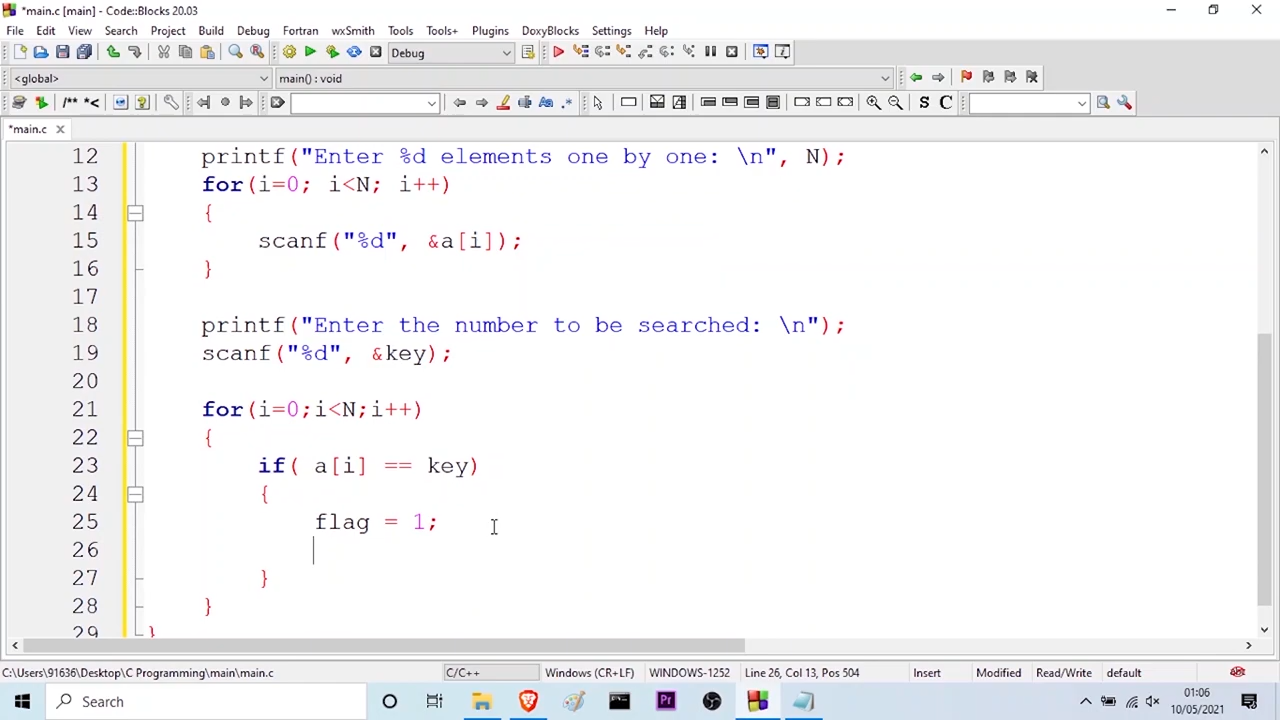 *main.c [main] - Code::Blocks 20.03
File Edit View Search Project Build Debug Fortran wxSmith Tools Tools+ Plugins DoxyBlocks Settings Help
Debug
<global> main() : void
/** *< Aa .* S C
*main.c
12 printf("Enter %d elements one by one: \n", N);
13 for(i=0; i<N; i++)
14 {
15 scanf("%d", &a[i]);
16 }
17
18 printf("Enter the number to be searched: \n");
19 scanf("%d", &key);
20
21 for(i=0;i<N;i++)
22 {
23 if( a[i] == key)
24 {
25 flag = 1;
26
27 }
28 }
29 }
C:\Users\91636\Desktop\C Programming\main\main.c C/C++ Windows (CR+LF) WINDOWS-1252 Line 26, Col 13, Pos 504 Insert Modified Read/Write default
Search Pr 01:06
10/05/2021